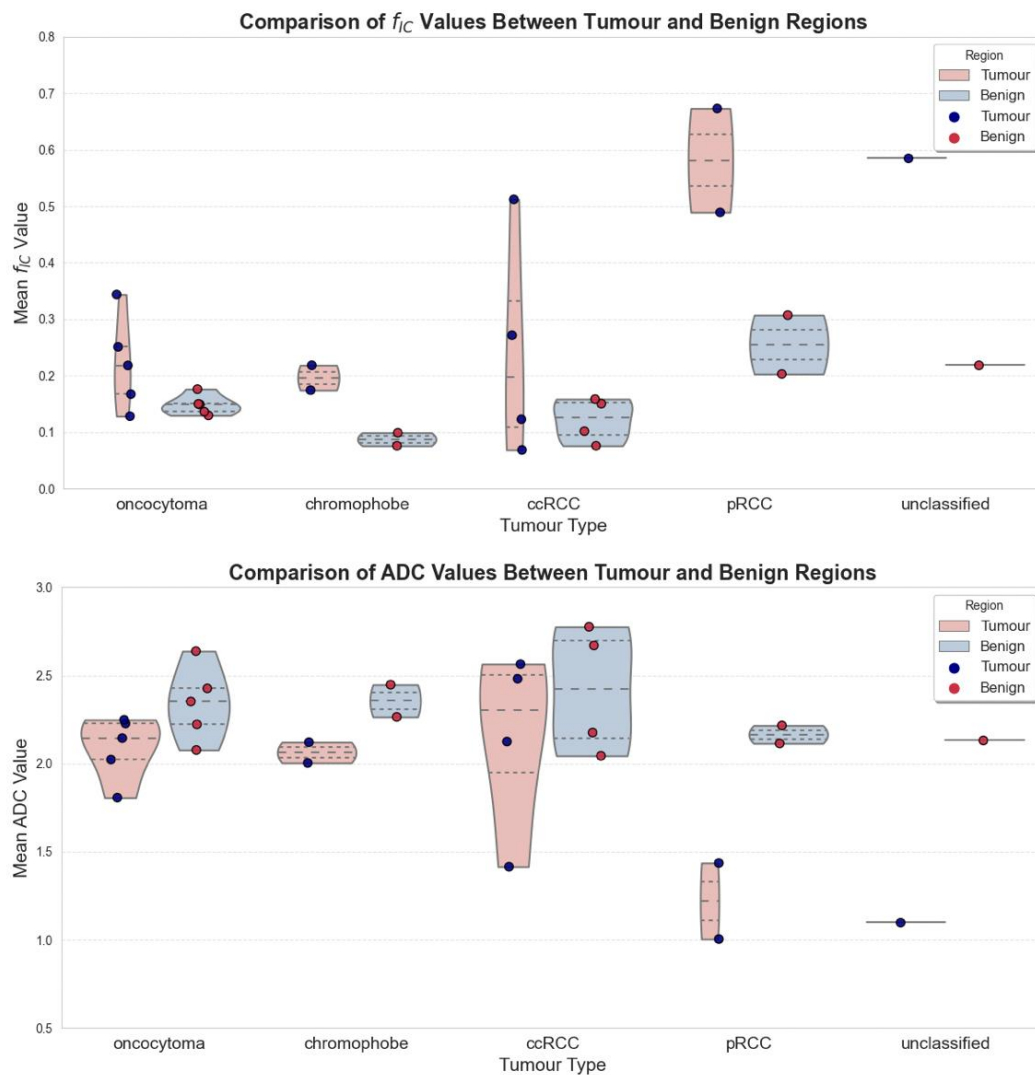 Comparison of f_IC Values Between Tumour and Benign Regions
0.8
0.7
0.6
0.5
0.4
0.3
0.2
0.1
0.0
Mean f_IC Value
Region
Tumour
Benign
Tumour
Benign
oncocytoma chromophobe ccRCC pRCC unclassified
Tumour Type
Comparison of ADC Values Between Tumour and Benign Regions
3.0
2.5
2.0
1.5
1.0
0.5
Mean ADC Value
Region
Tumour
Benign
Tumour
Benign
oncocytoma chromophobe ccRCC pRCC unclassified
Tumour Type